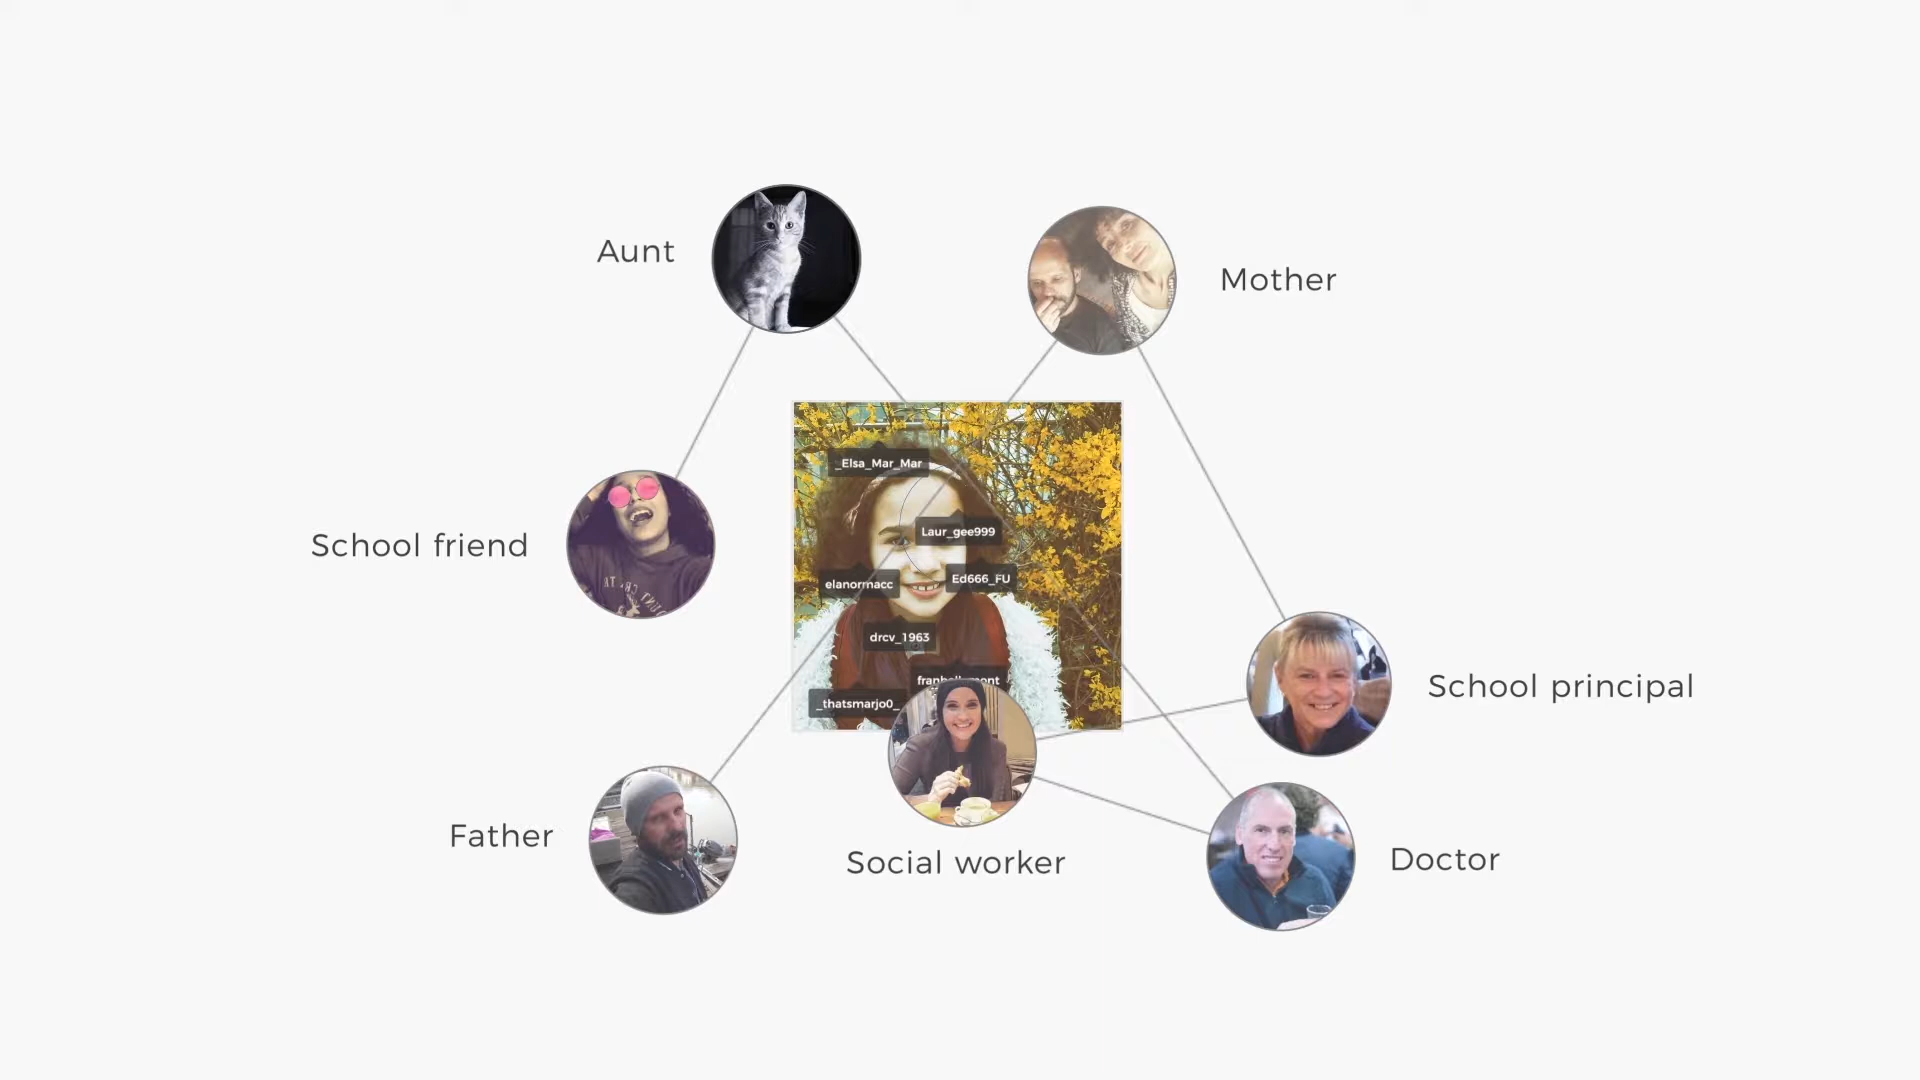 Aunt
Mother
_Elsa_Mar_Mar
Laur_gee999
School friend
elanormacc
Ed666_FU
drcv_1963
_thatsmarjo0_
School principal
Father
Social worker
Doctor